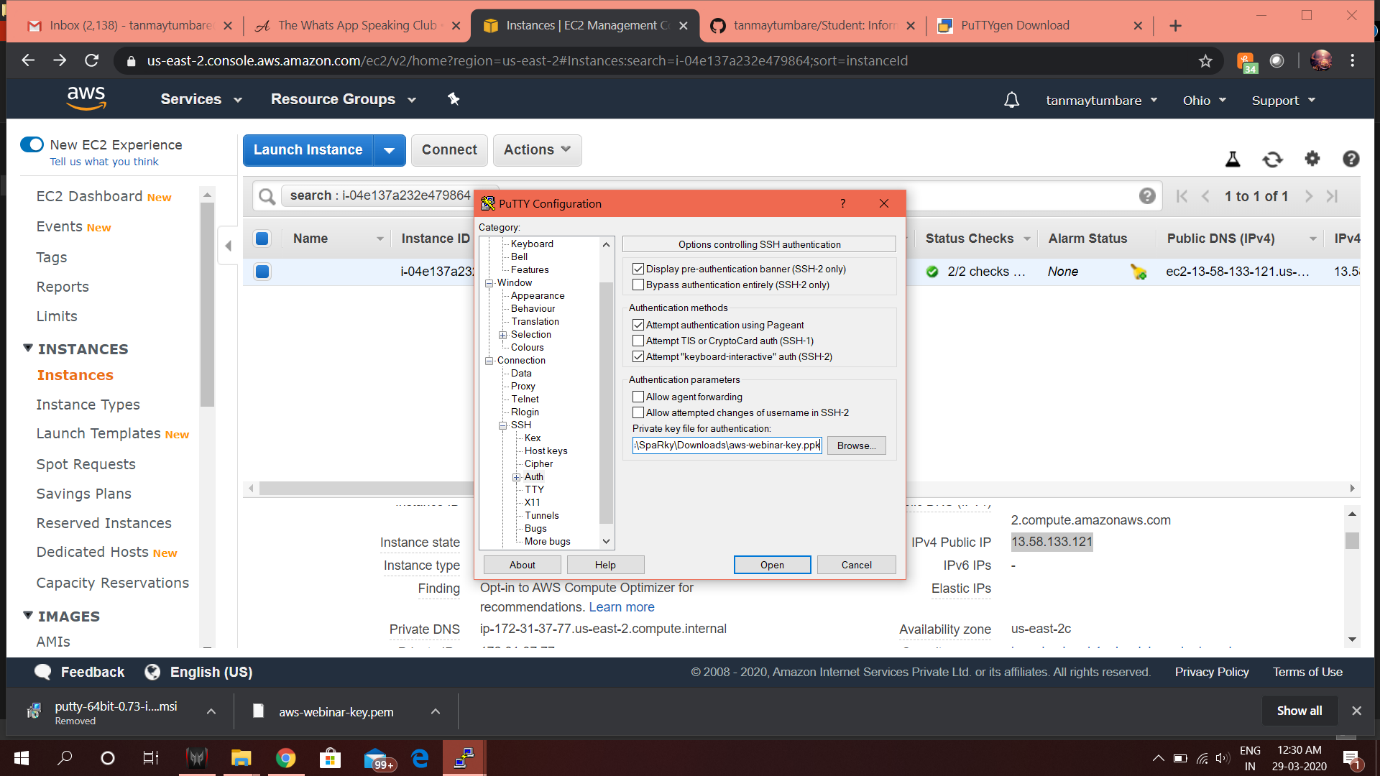 Inbox (2,138) - tanmaytumbare
The Whats App Speaking Club -
Instances | EC2 Management C
tanmaytumbare/Student: Inform
PuTTYgen Download
us-east-2.console.aws.amazon.com/ec2/v2/home?region=us-east-2#Instances:search=i-04e137a232e479864;sort=instanceId
34
aws
Services
Resource Groups
tanmaytumbare
Ohio
Support
New EC2 Experience
Tell us what you think
EC2 Dashboard New
Events New
Tags
Reports
Limits
INSTANCES
Instances
Instance Types
Launch Templates New
Spot Requests
Savings Plans
Reserved Instances
Dedicated Hosts New
Capacity Reservations
IMAGES
AMIs
Launch Instance
Connect
Actions
search : i-04e137a232e479864
1 to 1 of 1
Name
Instance ID
Status Checks
Alarm Status
Public DNS (IPv4)
IPv4
i-04e137a232
2/2 checks ...
None
ec2-13-58-133-121.us-...
13.5
PuTTY Configuration
?
Category:
Keyboard
Bell
Features
Window
Appearance
Behaviour
Translation
Selection
Colours
Connection
Data
Proxy
Telnet
Rlogin
SSH
Kex
Host keys
Cipher
Auth
TTY
X11
Tunnels
Bugs
More bugs
Options controlling SSH authentication
Display pre-authentication banner (SSH-2 only)
Bypass authentication entirely (SSH-2 only)
Authentication methods
Attempt authentication using Pageant
Attempt TIS or CryptoCard auth (SSH-1)
Attempt "keyboard-interactive" auth (SSH-2)
Authentication parameters
Allow agent forwarding
Allow attempted changes of username in SSH-2
Private key file for authentication:
:\SpaRky\Downloads\aws-webinar-key.ppk
Browse...
About
Help
Open
Cancel
Instance state
Instance type
Finding
Opt-in to AWS Compute Optimizer for
recommendations. Learn more
Private DNS
ip-172-31-37-77.us-east-2.compute.internal
2.compute.amazonaws.com
IPv4 Public IP
13.58.133.121
IPv6 IPs
-
Elastic IPs
Availability zone
us-east-2c
Feedback
English (US)
© 2008 - 2020, Amazon Internet Services Private Ltd. or its affiliates. All rights reserved.
Privacy Policy
Terms of Use
putty-64bit-0.73-i....msi
Removed
aws-webinar-key.pem
Show all
99+
ENG
IN
12:30 AM
29-03-2020
1